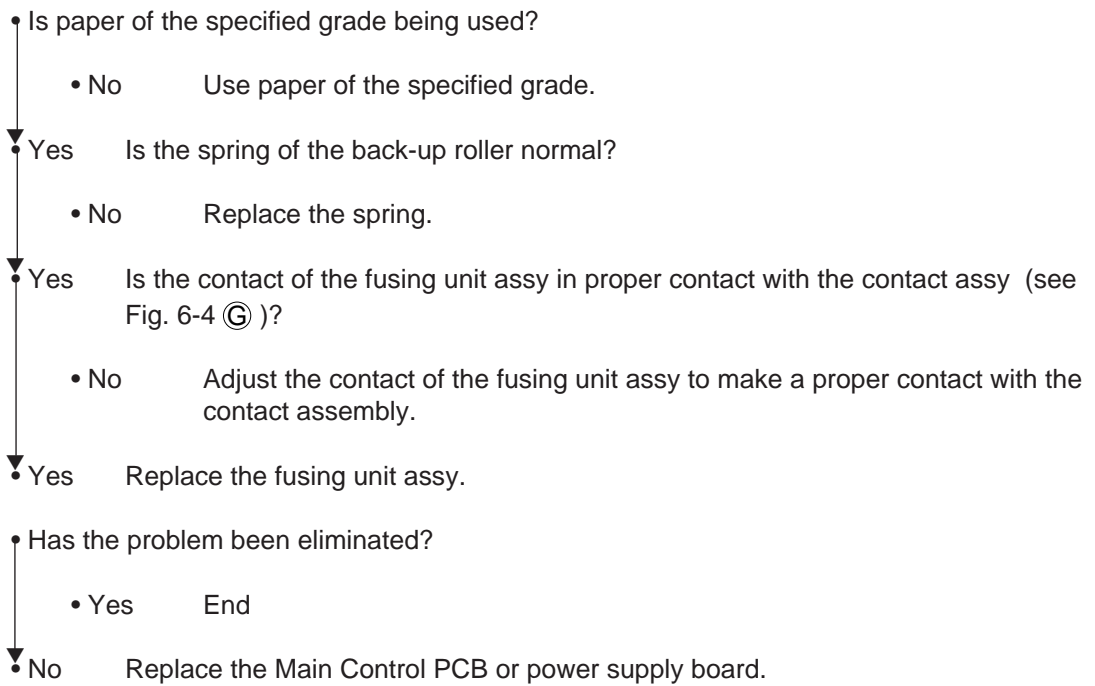 • Is paper of the specified grade being used?
• No Use paper of the specified grade.
• Yes Is the spring of the back-up roller normal?
• No Replace the spring.
• Yes Is the contact of the fusing unit assy in proper contact with the contact assy (see
Fig. 6-4 Ⓖ )?
• No Adjust the contact of the fusing unit assy to make a proper contact with the
contact assembly.
• Yes Replace the fusing unit assy.
• Has the problem been eliminated?
• Yes End
• No Replace the Main Control PCB or power supply board.